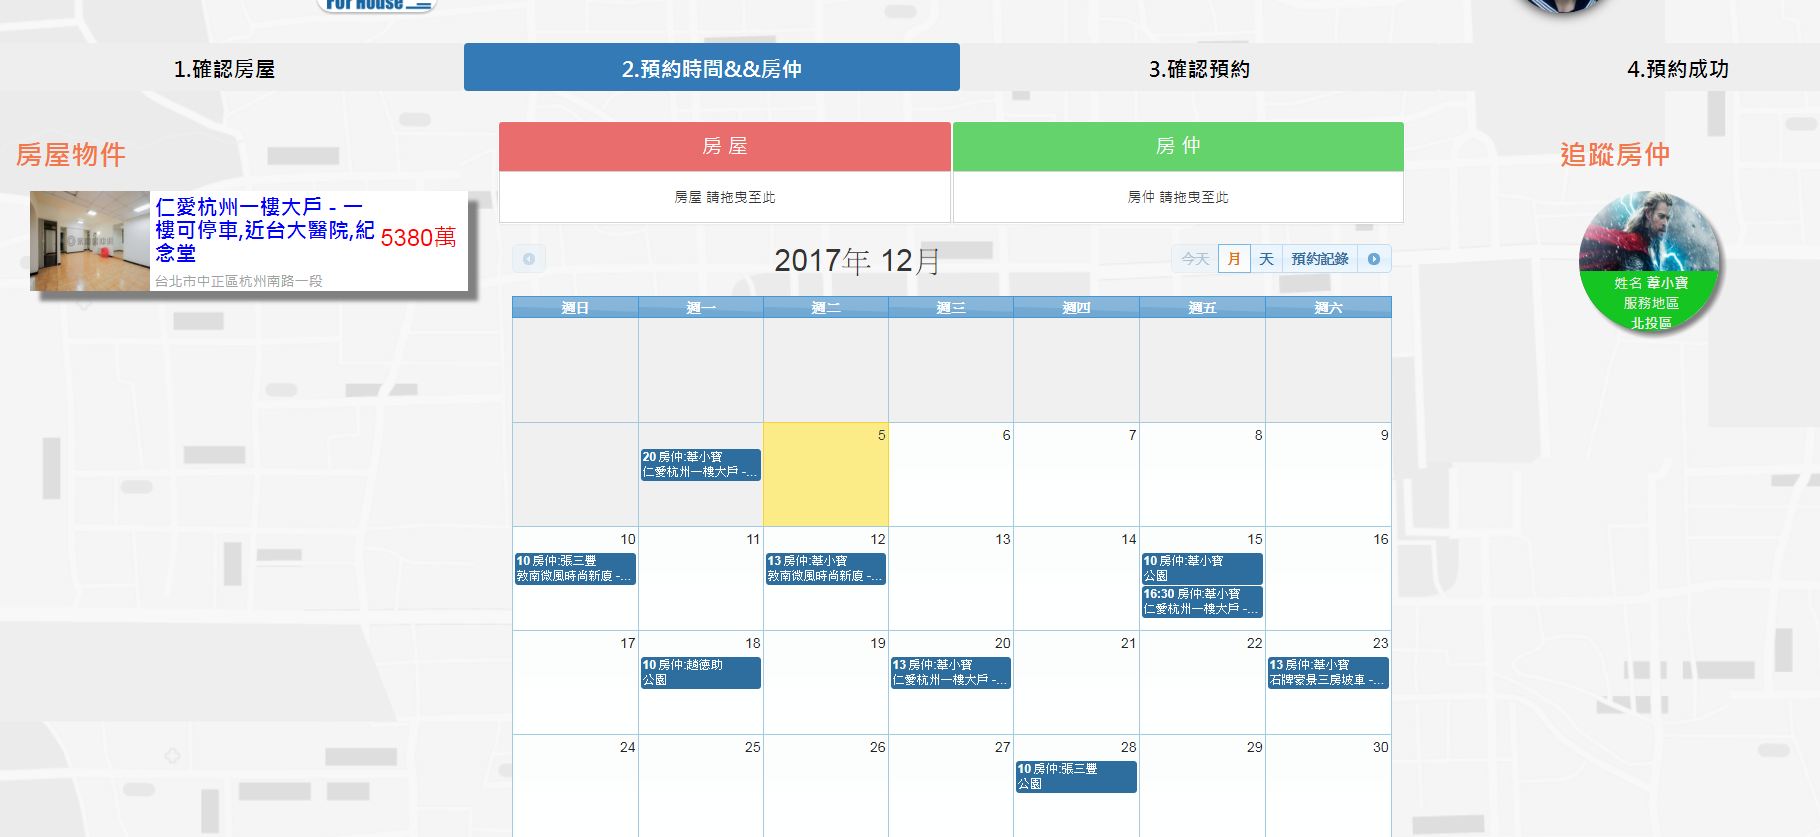 For House
1.確認房屋
2.預約時間&&房仲
3.確認預約
4.預約成功
房屋物件
仁愛杭州一樓大戶 - 一
樓可停車,近台大醫院,紀
念堂
5380萬
台北市中正區杭州南路一段
房 屋
房 仲
房屋 請拖曳至此
房仲 請拖曳至此
追蹤房仲
姓名 葦小寶
服務地區
北投區
2017年 12月
今天
月
天
預約記錄
週日
週一
週二
週三
週四
週五
週六
20 房仲:葦小寶
仁愛杭州一樓大戶 -...
5
6
7
8
9
10
10 房仲:張三豐
敦南微風時尚新廈 -...
11
12
13 房仲:葦小寶
敦南微風時尚新廈 -...
13
14
15
10 房仲:葦小寶
公園
16:30 房仲:葦小寶
仁愛杭州一樓大戶 -...
16
17
18
10 房仲:趙德助
公園
19
20
13 房仲:葦小寶
仁愛杭州一樓大戶 -...
21
22
23
13 房仲:葦小寶
石牌豪景三房坡車 -...
24
25
26
27
28
10 房仲:張三豐
公園
29
30